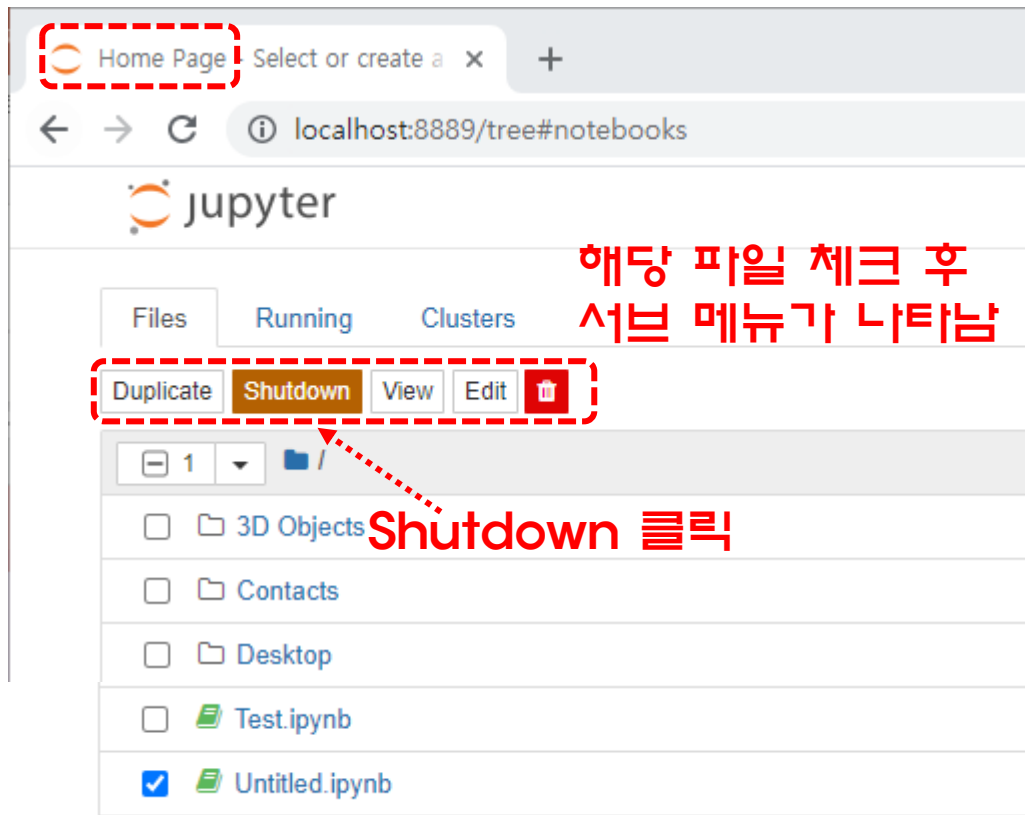 Home Page - Select or create a
localhost:8889/tree#notebooks
jupyter
해당 파일 체크 후
서브 메뉴가 나타남
Files Running Clusters
Duplicate Shutdown View Edit
1 /
3D Objects
Shutdown 클릭
Contacts
Desktop
Test.ipynb
Untitled.ipynb